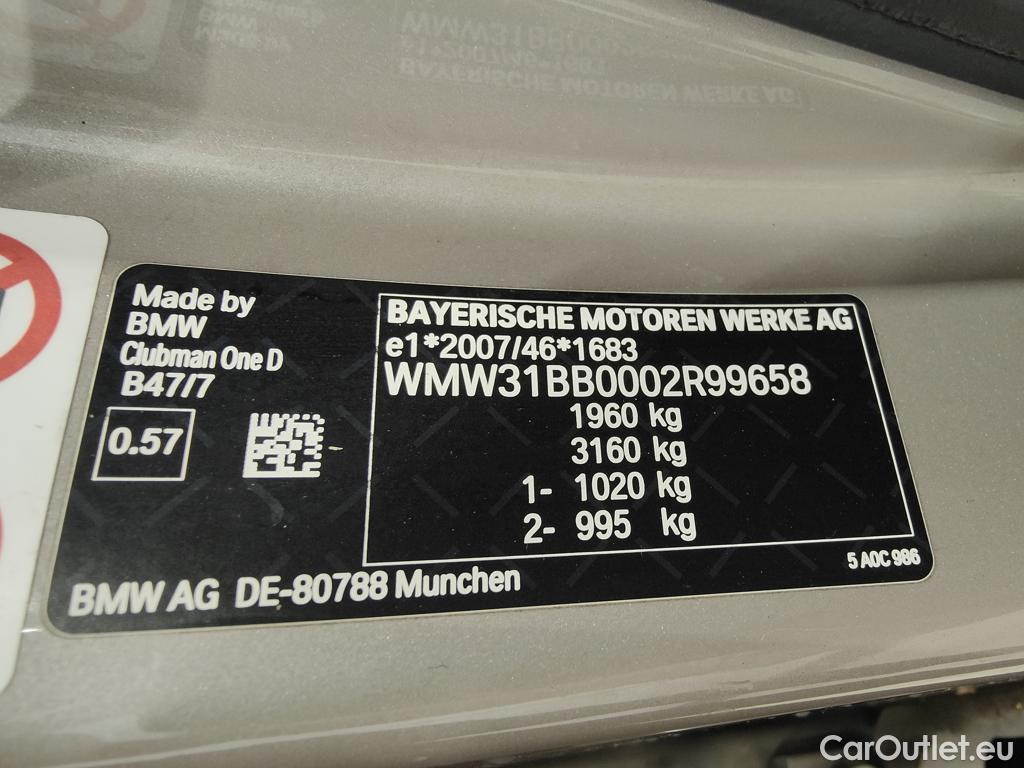 Made by
BMW
Clubman One D
B47/7
0.57
BAYERISCHE MOTOREN WERKE AG
e1*2007/46*1683
WMW31BB0002R99658
1960 kg
3160 kg
1- 1020 kg
2- 995 kg
5 A0C 986
BMW AG DE-80788 Munchen
CarOutlet.eu